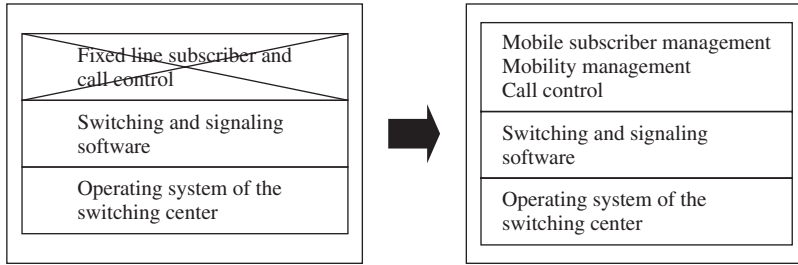 Fixed line subscriber and
call control
Switching and signaling
software
Operating system of the
switching center
Mobile subscriber management
Mobility management
Call control
Switching and signaling
software
Operating system of the
switching center